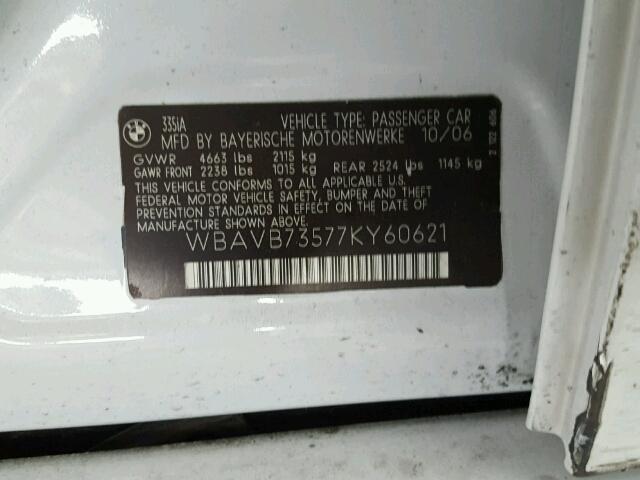 335iA VEHICLE TYPE: PASSENGER CAR
MFD BY BAYERISCHE MOTORENWERKE 10/06
GVWR 4663 lbs 2115 kg
GAWR FRONT 2238 lbs 1015 kg REAR 2524 lbs 1145 kg
THIS VEHICLE CONFORMS TO ALL APPLICABLE U.S.
FEDERAL MOTOR VEHICLE SAFETY, BUMPER, AND THEFT
PREVENTION STANDARDS IN EFFECT ON THE DATE OF
MANUFACTURE SHOWN ABOVE.
WBAVB73577KY60621